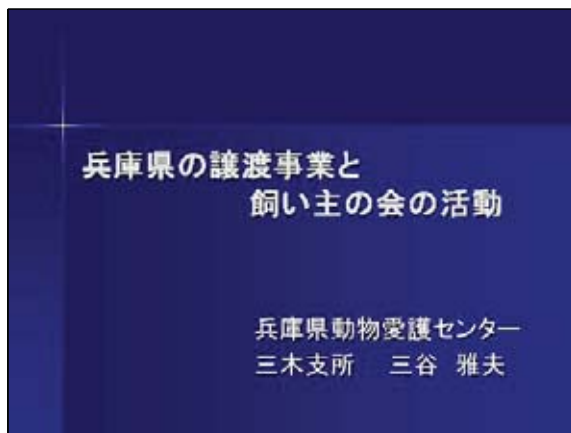 兵庫県の譲渡事業と
飼い主の会の活動
兵庫県動物愛護センター
三木支所 三谷 雅夫